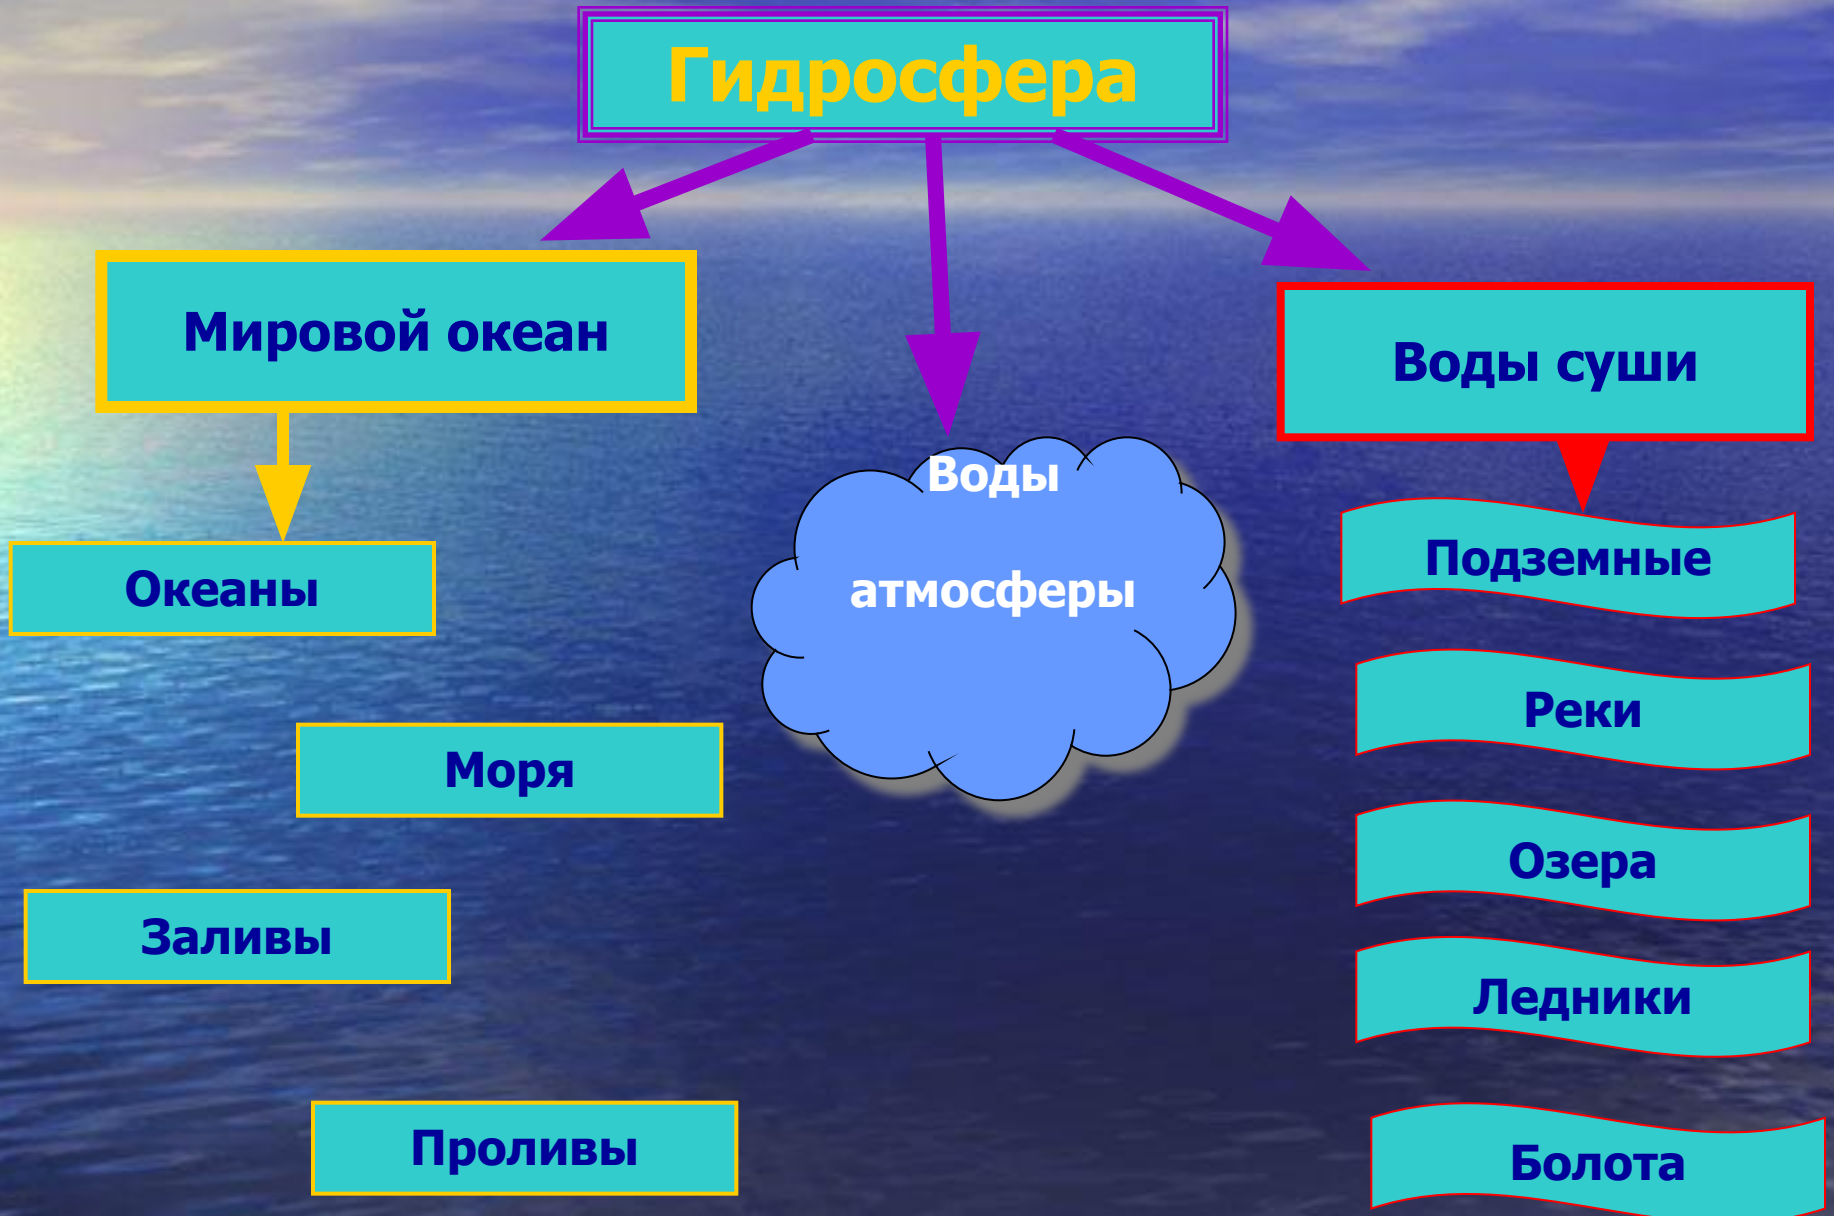 Гидросфера
Мировой океан
Воды суши
Воды
атмосферы
Океаны
Моря
Заливы
Проливы
Подземные
Реки
Озера
Ледники
Болота